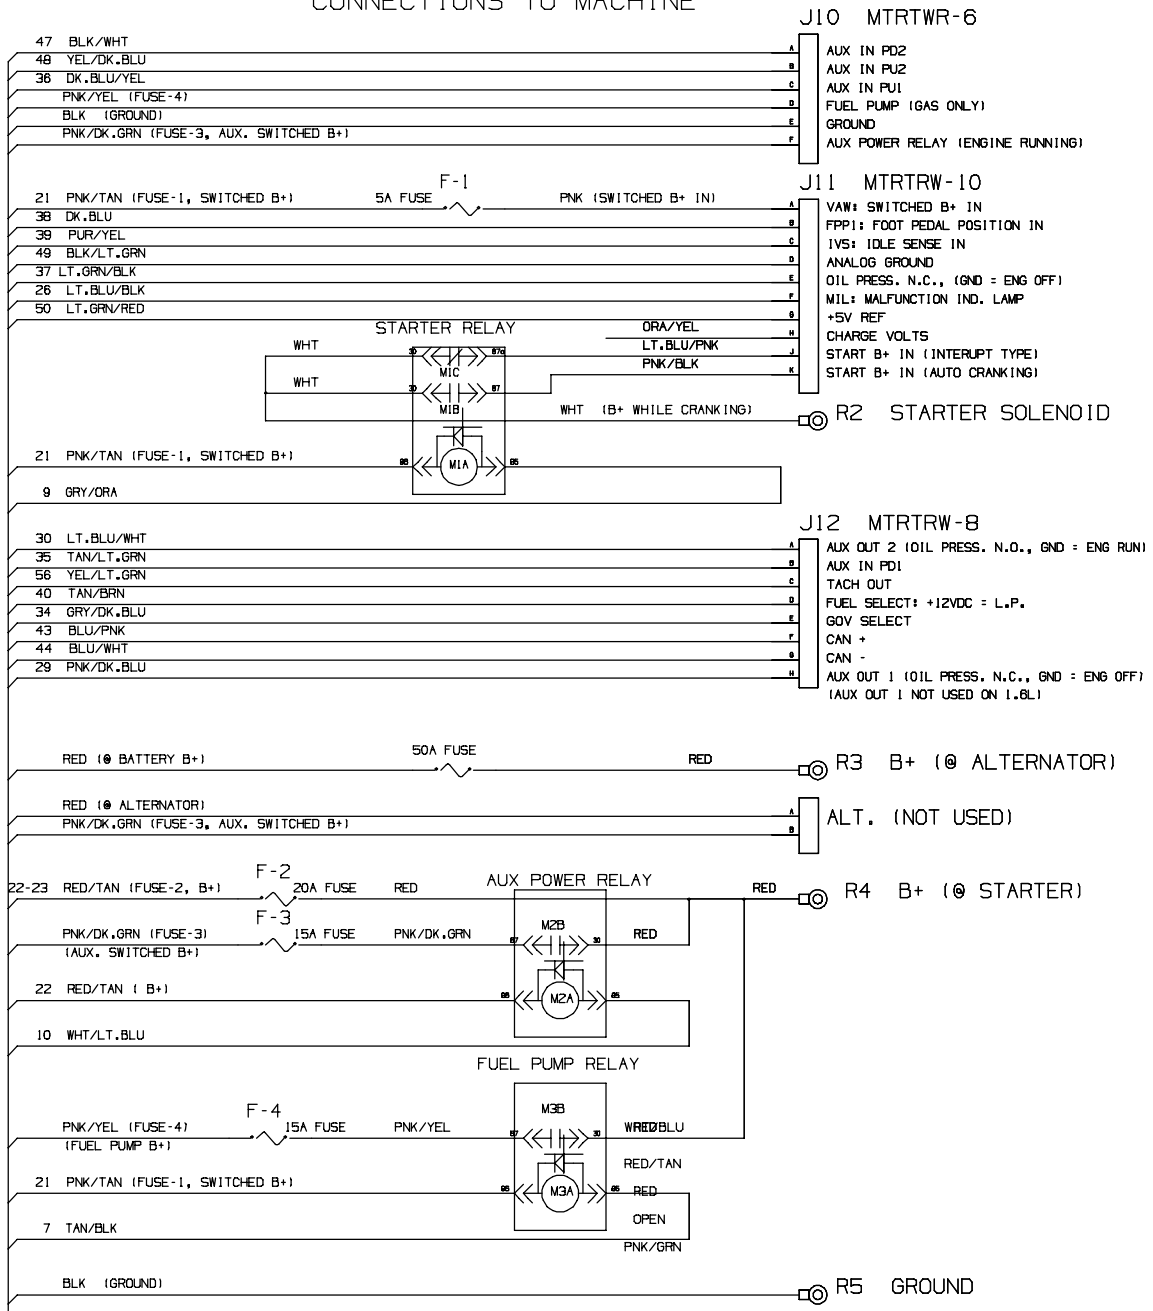 CONNECTIONS TO MACHINE
J10 MTRTWR-6
47 BLK/WHT
A
AUX IN PD2
48 YEL/DK.BLU
B
AUX IN PU2
36 DK.BLU/YEL
C
AUX IN PU1
PNK/YEL (FUSE-4)
D
FUEL PUMP (GAS ONLY)
BLK (GROUND)
E
GROUND
PNK/DK.GRN (FUSE-3, AUX. SWITCHED B+)
F
AUX POWER RELAY (ENGINE RUNNING)
J11 MTRTRW-10
F-1
21 PNK/TAN (FUSE-1, SWITCHED B+)
5A FUSE
PNK (SWITCHED B+ IN)
A
VAW: SWITCHED B+ IN
38 DK.BLU
B
FPP1: FOOT PEDAL POSITION IN
39 PUR/YEL
C
IVS: IDLE SENSE IN
49 BLK/LT.GRN
D
ANALOG GROUND
37 LT.GRN/BLK
E
OIL PRESS. N.C., (GND = ENG OFF)
26 LT.BLU/BLK
F
MIL: MALFUNCTION IND. LAMP
50 LT.GRN/RED
G
+5V REF
STARTER RELAY
ORA/YEL
H
CHARGE VOLTS
WHT
30
87a
M1C
LT.BLU/PNK
J
START B+ IN (INTERUPT TYPE)
WHT
30
87
M1B
PNK/BLK
K
START B+ IN (AUTO CRANKING)
WHT (B+ WHILE CRANKING)
R2 STARTER SOLENOID
21 PNK/TAN (FUSE-1, SWITCHED B+)
86
M1A
85
9 GRY/ORA
J12 MTRTRW-8
30 LT.BLU/WHT
A
AUX OUT 2 (OIL PRESS. N.O., GND = ENG RUN)
35 TAN/LT.GRN
B
AUX IN PD1
56 YEL/LT.GRN
C
TACH OUT
40 TAN/BRN
D
FUEL SELECT: +12VDC = L.P.
34 GRY/DK.BLU
E
GOV SELECT
43 BLU/PNK
F
CAN +
44 BLU/WHT
G
CAN -
29 PNK/DK.BLU
H
AUX OUT 1 (OIL PRESS. N.C., GND = ENG OFF)
(AUX OUT 1 NOT USED ON 1.6L)
RED (@ BATTERY B+)
50A FUSE
RED
R3 B+ (@ ALTERNATOR)
RED (@ ALTERNATOR)
A
PNK/DK.GRN (FUSE-3, AUX. SWITCHED B+)
B
ALT. (NOT USED)
F-2
22-23 RED/TAN (FUSE-2, B+)
20A FUSE
RED
AUX POWER RELAY
RED
R4 B+ (@ STARTER)
F-3
PNK/DK.GRN (FUSE-3)
(AUX. SWITCHED B+)
15A FUSE
PNK/DK.GRN
87
M2B
30
RED
22 RED/TAN ( B+)
86
M2A
85
10 WHT/LT.BLU
FUEL PUMP RELAY
F-4
PNK/YEL (FUSE-4)
(FUEL PUMP B+)
15A FUSE
PNK/YEL
87
M3B
30
RED/TAN
21 PNK/TAN (FUSE-1, SWITCHED B+)
86
M3A
85
RED
OPEN
7 TAN/BLK
PNK/GRN
BLK (GROUND)
R5 GROUND